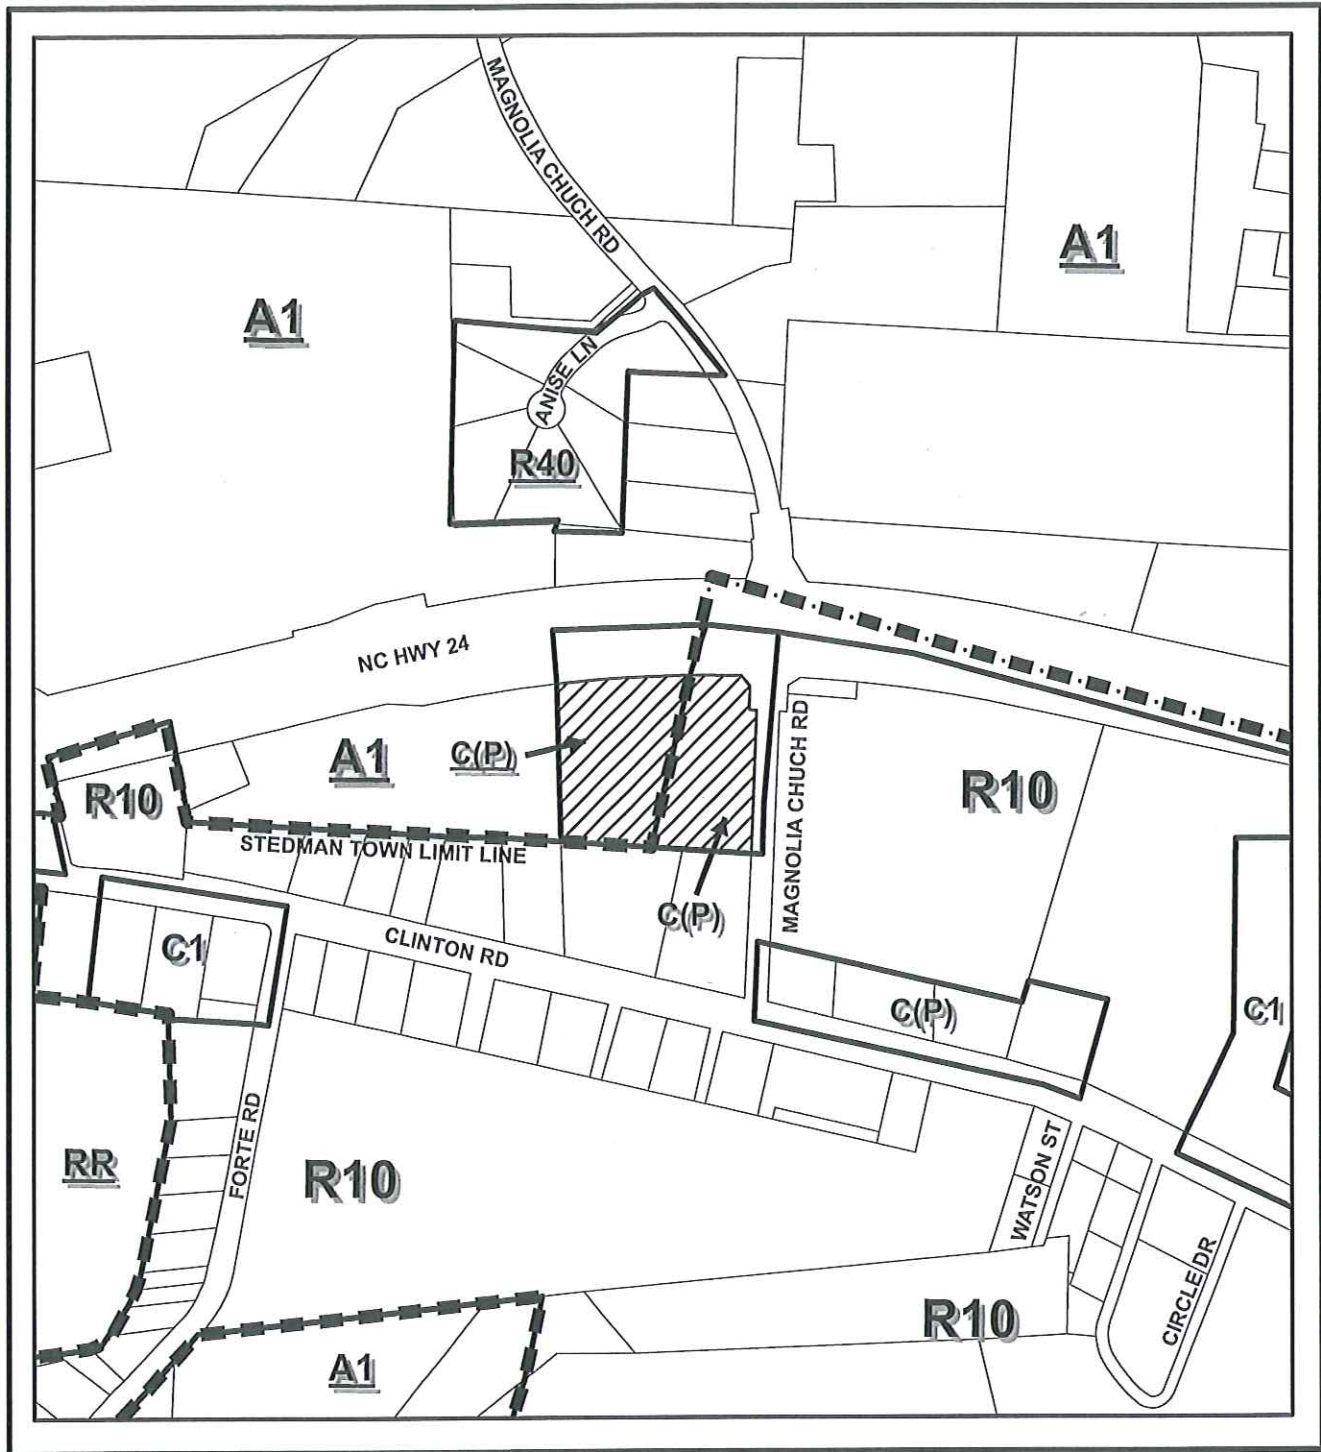 MAGNOLIA CHUCH RD
A1
A1
ANISE LN
R40
NC HWY 24
A1
C(P)
R10
MAGNOLIA CHUCH RD
R10
STEDMAN TOWN LIMIT LINE
C(P)
CLINTON RD
C1
C(P)
C1
FORTE RD
RR
R10
WATSON ST
CIRCLE DR
R10
A1